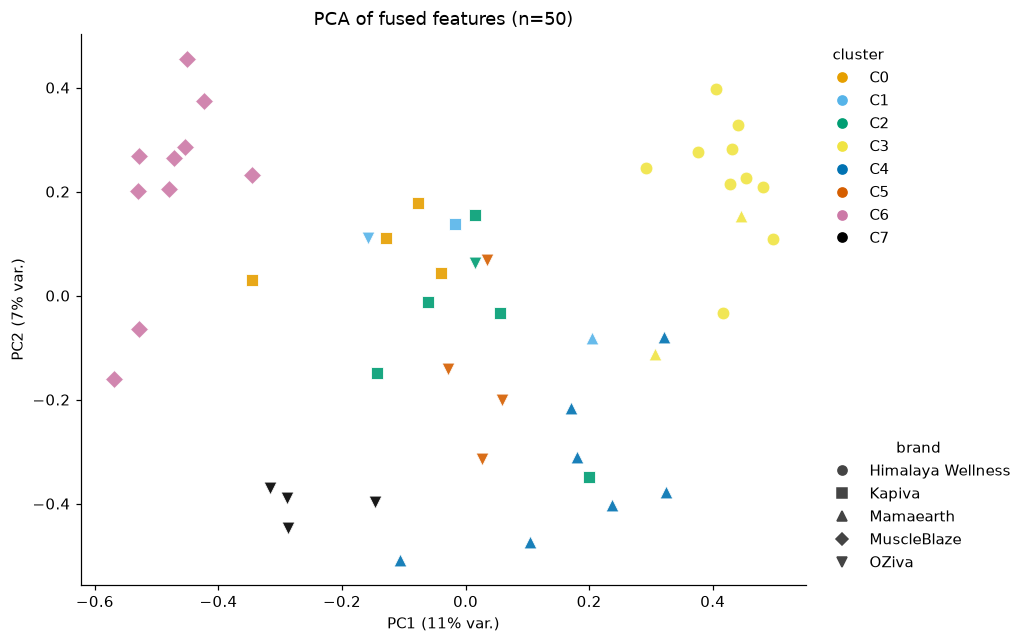 PCA of fused features (n=50)
PC2 (7% var.)
0.4
0.2
0.0
−0.2
−0.4
−0.6
−0.4
−0.2
0.0
0.2
0.4
PC1 (11% var.)
cluster
C0
C1
C2
C3
C4
C5
C6
C7
brand
Himalaya Wellness
Kapiva
Mamaearth
MuscleBlaze
OZiva